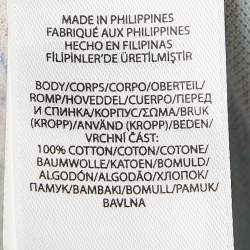 MADE IN PHILIPPINES
FABRIQUÉ AUX PHILIPPINES
HECHO EN FILIPINAS
FİLİPİNLER'DE ÜRETİLMİŞTİR
BODY/CORPS/CORPO/OBERTEIL/
ROMP/HOVEDDEL/CUERPO/ПЕРЕД
И СПИНКА/КОРПУС/ΣΩΜΑ/BRUK
(KROPP)/ANVÄND (KROPP)/BEDEN/
VRCHNÍ ČÁST:
100% COTTON/COTON/COTONE/
BAUMWOLLE/KATOEN/BOMULD/
ALGODÓN/ALGODÃO/ХЛОПОК/
ПАМУК/ΒΑΜΒΑΚΙ/BOMULL/PAMUK/
BAVLNA